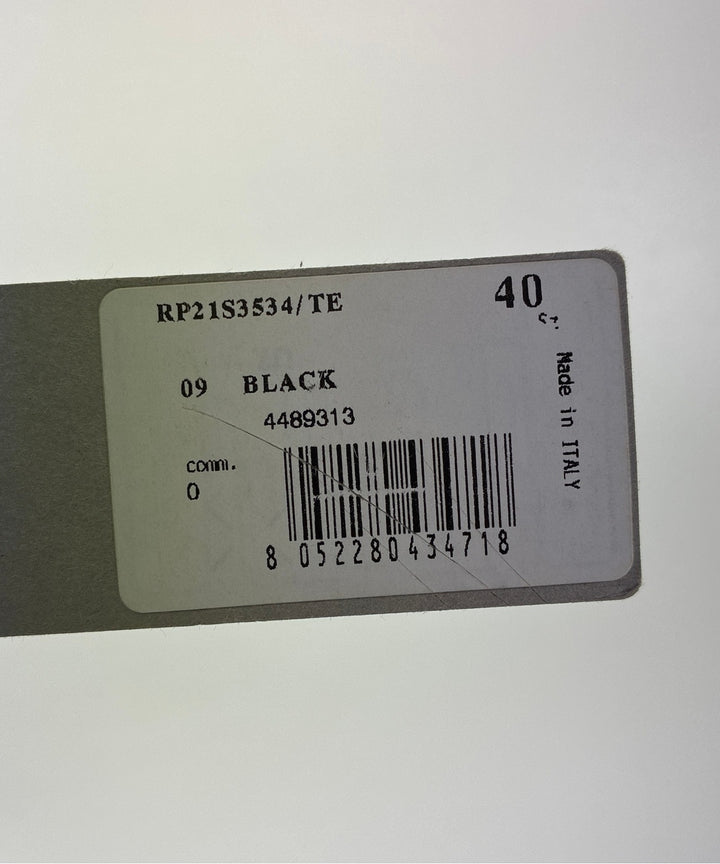 RP21S3534/TE
40
09 BLACK
4489313
comm.
0
8 052280 434718
Made in ITALY